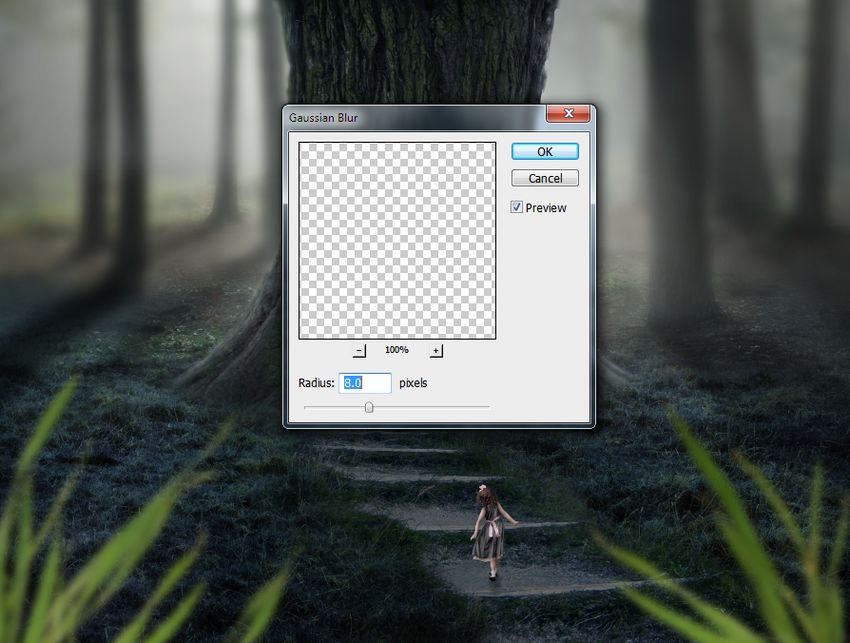 Gaussian Blur
OK
Cancel
Preview
100%
Radius: 8.0 pixels